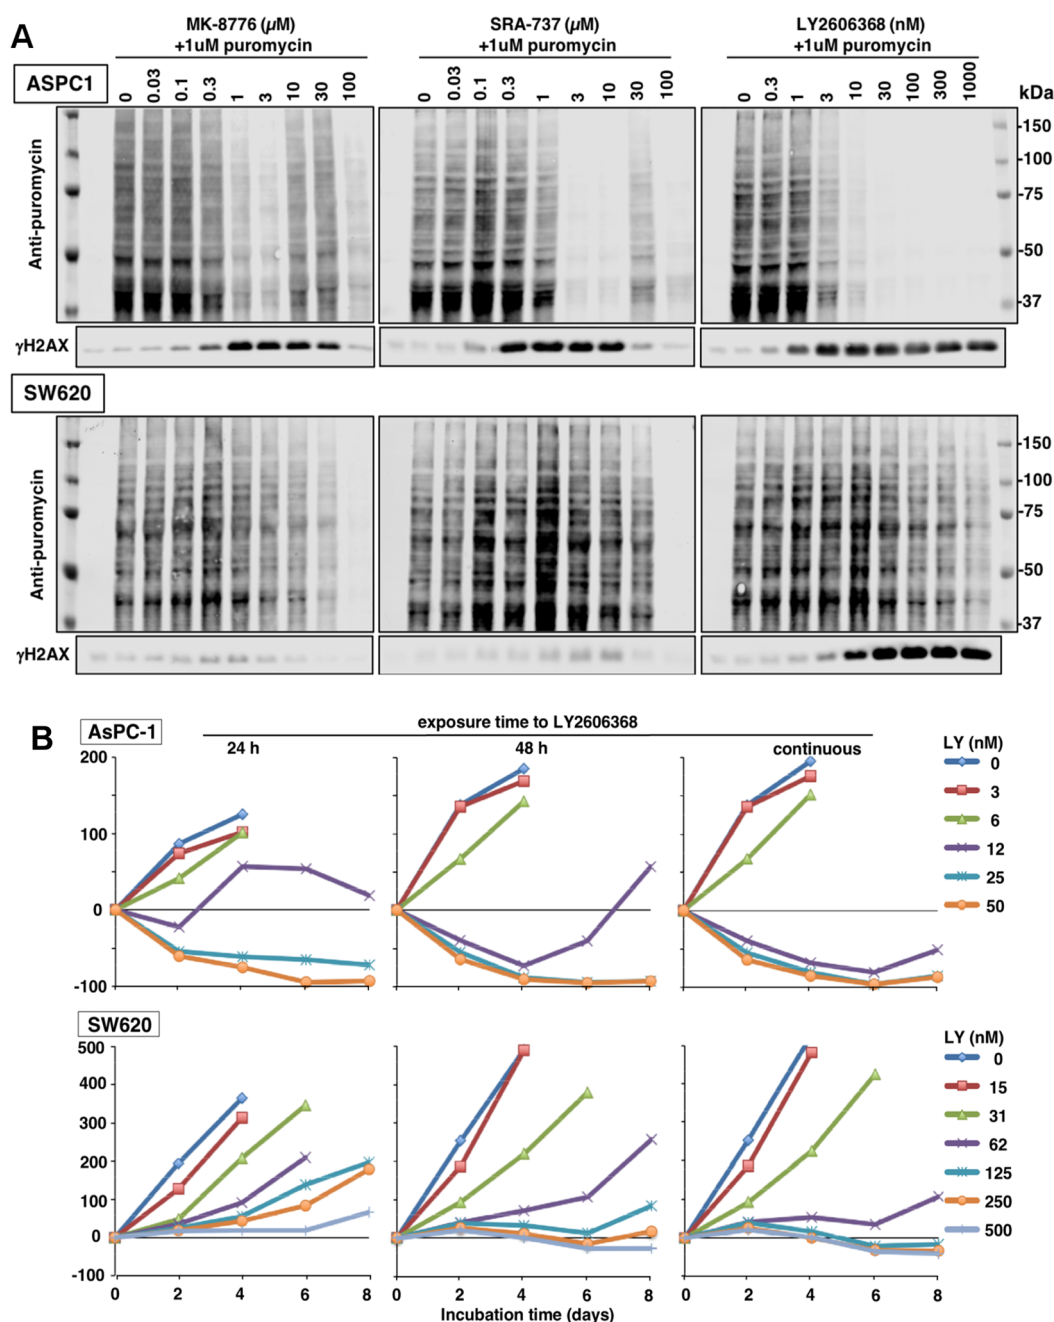 A
MK-8776 (µM)
+1uM puromycin
SRA-737 (µM)
+1uM puromycin
LY2606368 (nM)
+1uM puromycin
ASPC1
0 0.03 0.1 0.3 1 3 10 30 100
0 0.03 0.1 0.3 1 3 10 30 100
0 0.3 1 3 10 30 100 300 1000
kDa
Anti-puromycin
-150
-100
-75
-50
-37
γH2AX
SW620
Anti-puromycin
-150
-100
-75
-50
-37
γH2AX
B
AsPC-1
exposure time to LY2606368
24 h
48 h
continuous
200
100
0
-100
LY (nM)
0
3
6
12
25
50
SW620
500
400
300
200
100
0
-100
LY (nM)
0
15
31
62
125
250
500
0 2 4 6 8
0 2 4 6 8
0 2 4 6 8
Incubation time (days)